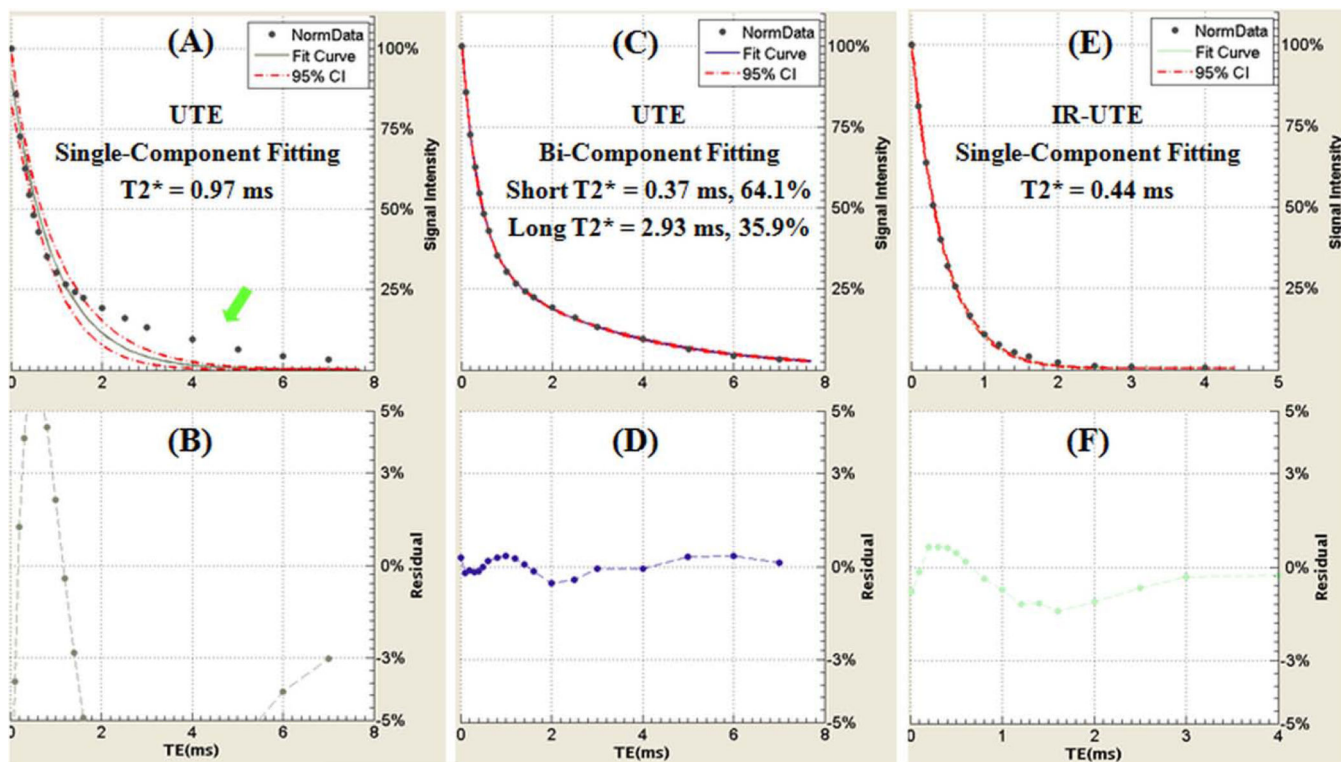 (A)
NormData
Fit Curve
95% CI
UTE
Single-Component Fitting
T2* = 0.97 ms
100%
75%
50%
25%
Signal Intensity
0 2 4 6 8
(C)
NormData
Fit Curve
95% CI
UTE
Bi-Component Fitting
Short T2* = 0.37 ms, 64.1%
Long T2* = 2.93 ms, 35.9%
100%
75%
50%
25%
Signal Intensity
0 2 4 6 8
(E)
NormData
Fit Curve
95% CI
IR-UTE
Single-Component Fitting
T2* = 0.44 ms
100%
75%
50%
25%
Signal Intensity
0 1 2 3 4 5
(B)
5%
3%
0%
-3%
-5%
Residual
0 2 4 6 8
TE(ms)
(D)
5%
3%
0%
-3%
-5%
Residual
0 2 4 6 8
TE(ms)
(F)
5%
3%
0%
-3%
-5%
Residual
0 1 2 3 4
TE(ms)